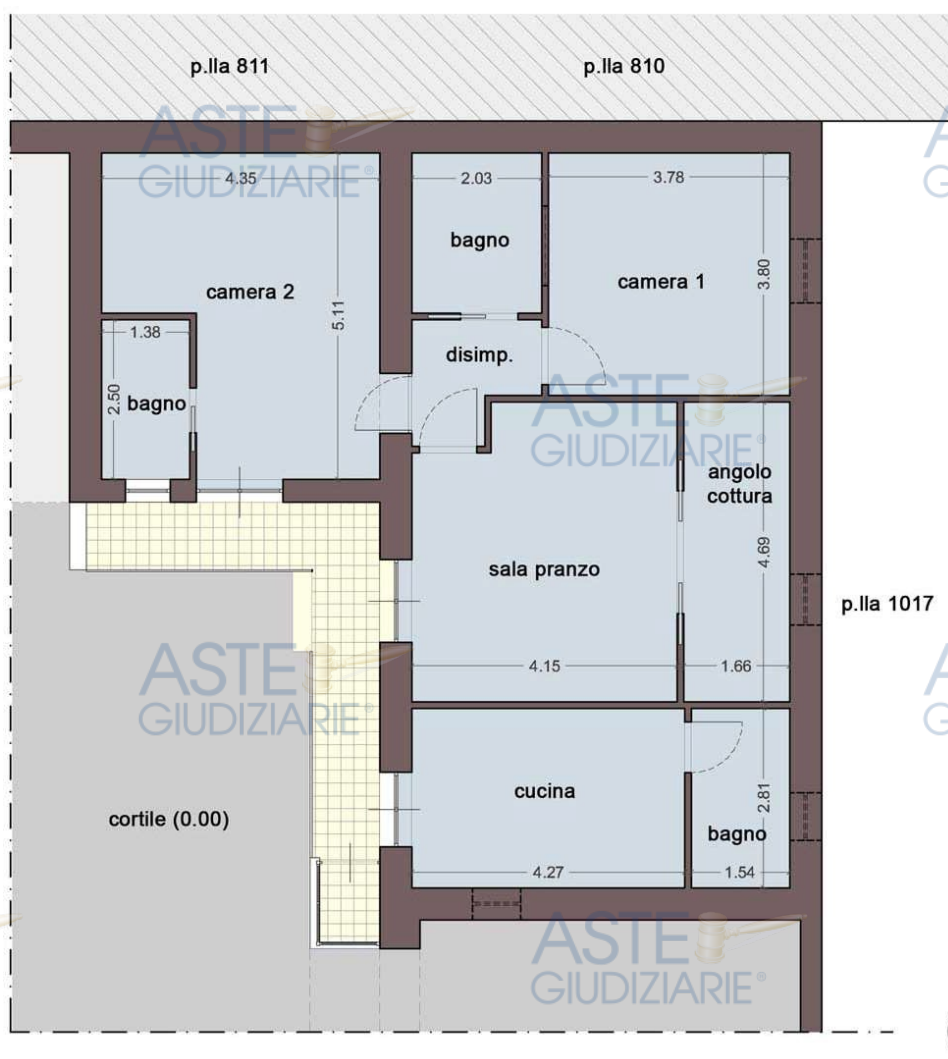 p.lla 811
p.lla 810
ASTE
GIUDIZIARIE®
4.35
2.03
3.78
bagno
camera 1
3.80
camera 2
5.11
1.38
disimp.
2.50
bagno
ASTE
GIUDIZIARIE®
angolo
cottura
sala pranzo
4.69
p.lla 1017
4.15
1.66
ASTE
GIUDIZIARIE®
cucina
2.81
cortile (0.00)
bagno
4.27
1.54
ASTE
GIUDIZIARIE®